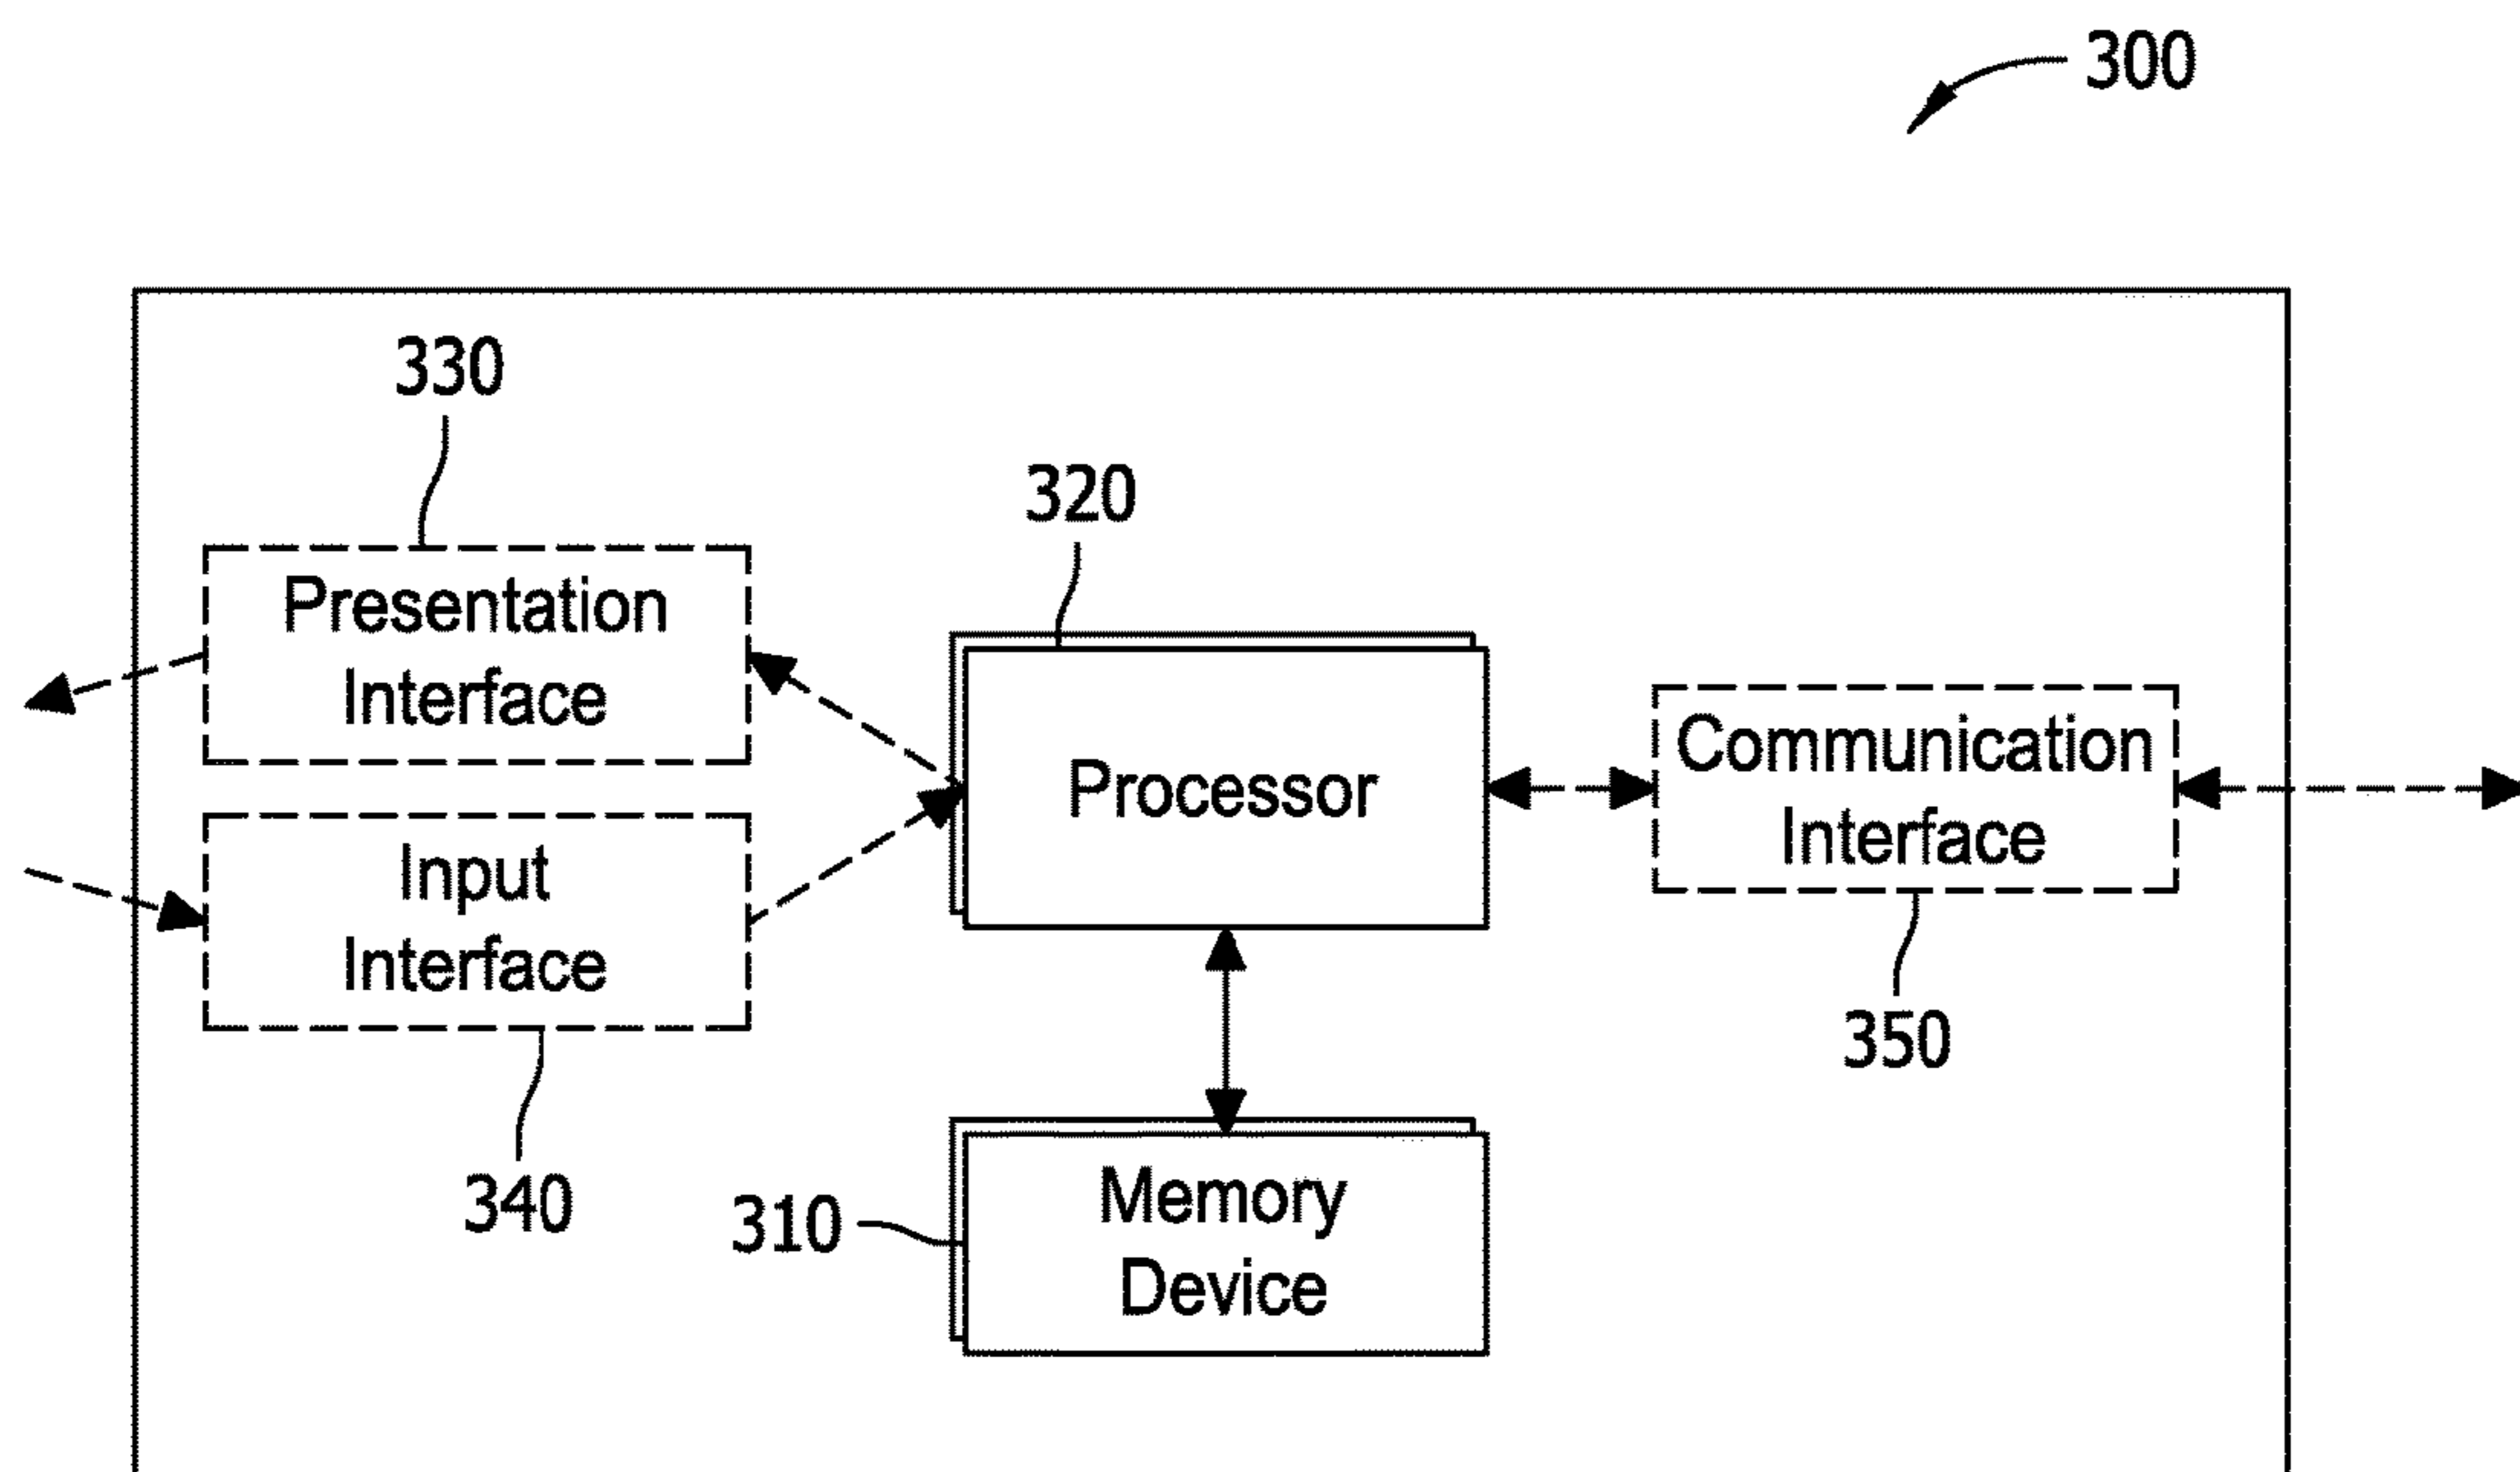 300
330
320
Presentation
Interface
Processor
Communication
Interface
Input
Interface
350
340
310
Memory
Device